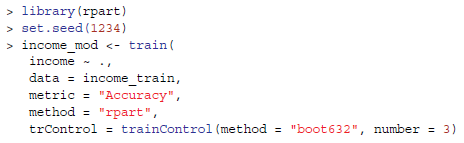 > library(rpart)
> set.seed(1234)
> income_mod <- train(
income ~ .,
data = income_train,
metric = "Accuracy",
method = "rpart",
trControl = trainControl(method = "boot632", number = 3)